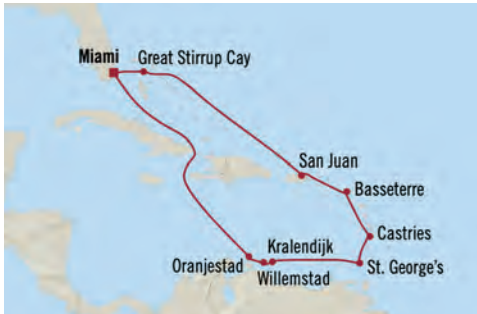 Miami
Great Stirrup Cay
San Juan
Basseterre
Castries
Kralendijk
Oranjestad
St. George's
Willemstad